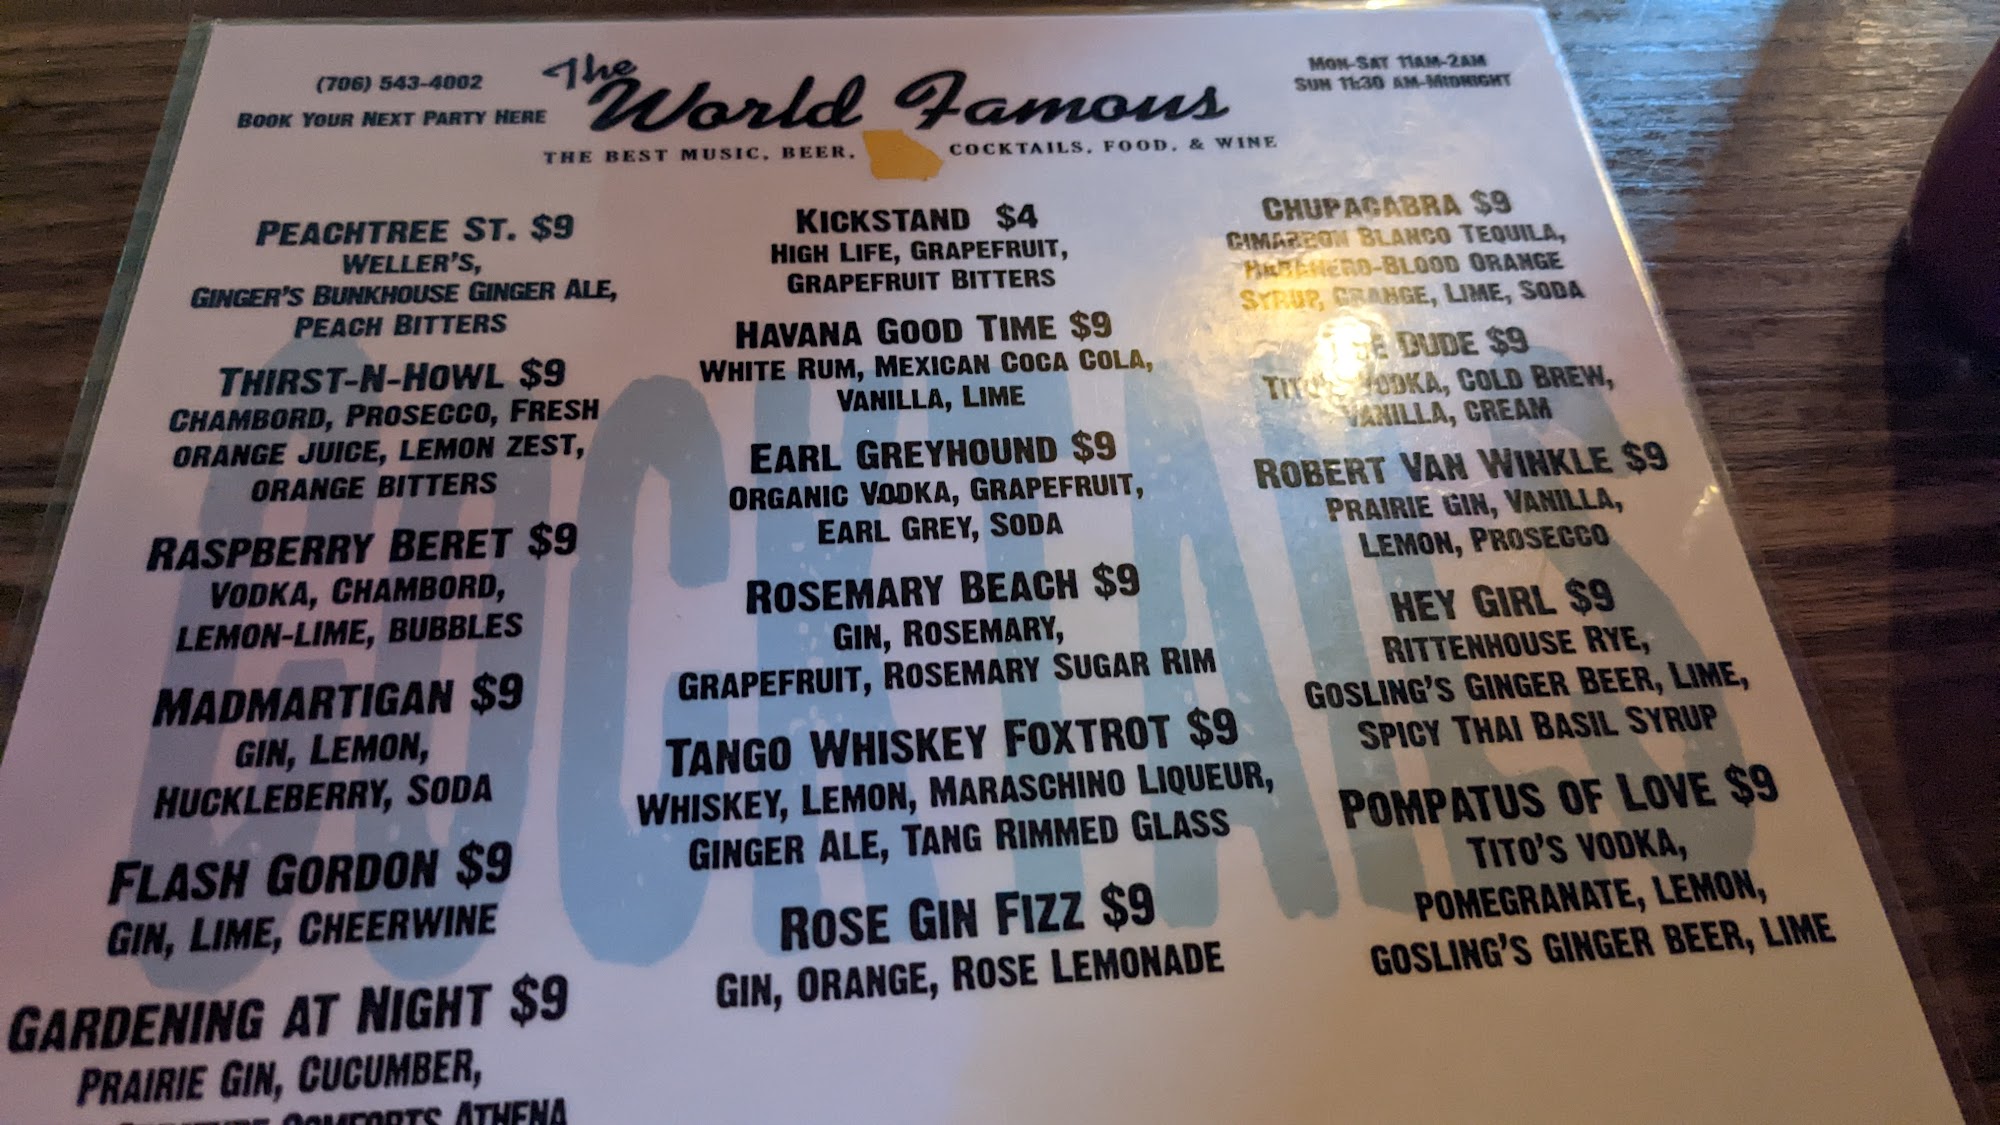 (706) 543-4002
Book Your Next Party Here
The
World Famous
THE BEST MUSIC, BEER, COCKTAILS, FOOD, & WINE
Mon-Sat 11am-2am
Sun 11:30 am-Midnight
Peachtree St. $9
Weller's,
Ginger's Bunkhouse Ginger Ale,
Peach Bitters
Thirst-n-Howl $9
Chambord, Prosecco, Fresh
orange juice, lemon zest,
orange bitters
Raspberry Beret $9
Vodka, Chambord,
lemon-lime, bubbles
Madmartigan $9
Gin, Lemon,
Huckleberry, Soda
Flash Gordon $9
Gin, Lime, Cheerwine
Gardening at Night $9
Prairie Gin, Cucumber,
Comforts Athena
Kickstand $4
High Life, Grapefruit,
Grapefruit Bitters
Havana Good Time $9
White Rum, Mexican Coca Cola,
Vanilla, Lime
Earl Greyhound $9
organic Vodka, Grapefruit,
Earl Grey, Soda
Rosemary Beach $9
Gin, Rosemary,
Grapefruit, Rosemary Sugar Rim
Tango Whiskey Foxtrot $9
Whiskey, Lemon, Maraschino Liqueur,
Ginger Ale, Tang Rimmed Glass
Rose Gin Fizz $9
Gin, Orange, Rose Lemonade
Chupacabra $9
Cimarron Blanco Tequila,
Habanero-Blood Orange
Syrup, Orange, Lime, Soda
The Dude $9
Tito's Vodka, Cold Brew,
Vanilla, Cream
Robert Van Winkle $9
Prairie Gin, Vanilla,
Lemon, Prosecco
Hey Girl $9
Rittenhouse Rye,
Gosling's Ginger Beer, Lime,
Spicy Thai Basil Syrup
Pompatus of Love $9
Tito's Vodka,
Pomegranate, Lemon,
Gosling's Ginger Beer, Lime
COCKTAILS